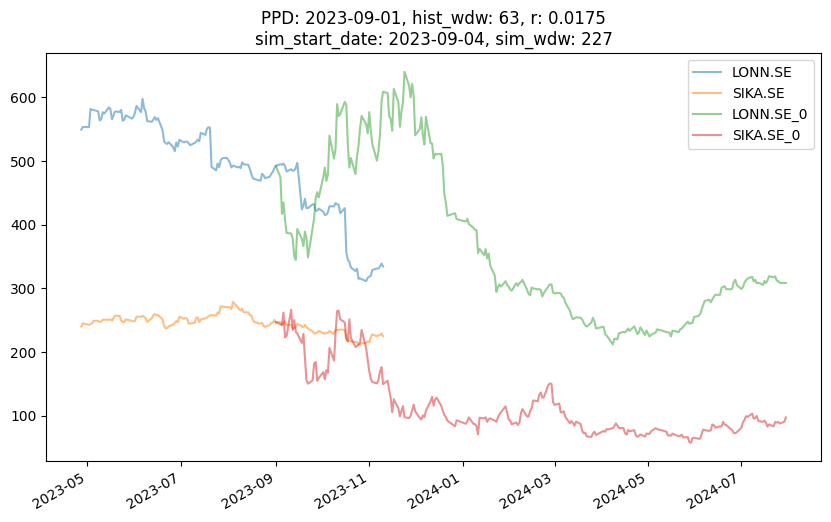 PPD: 2023-09-01, hist_wdw: 63, r: 0.0175
sim_start_date: 2023-09-04, sim_wdw: 227
LONN.SE
SIKA.SE
LONN.SE_0
SIKA.SE_0
600
500
400
300
200
100
2023-05
2023-07
2023-09
2023-11
2024-01
2024-03
2024-05
2024-07